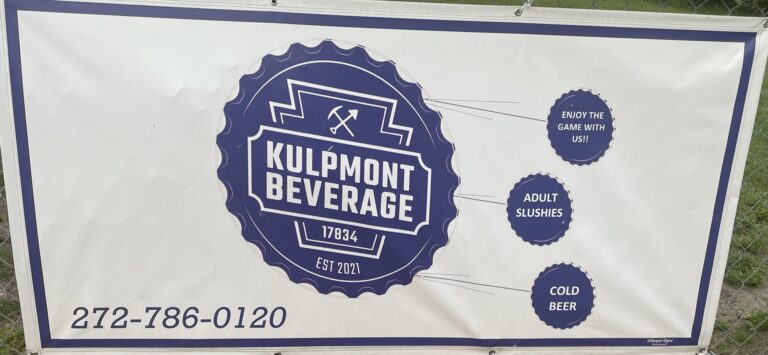 KULPMONT
BEVERAGE
17834
EST 2021
ENJOY THE
GAME WITH
US!!
ADULT
SLUSHIES
COLD
BEER
272-786-0120